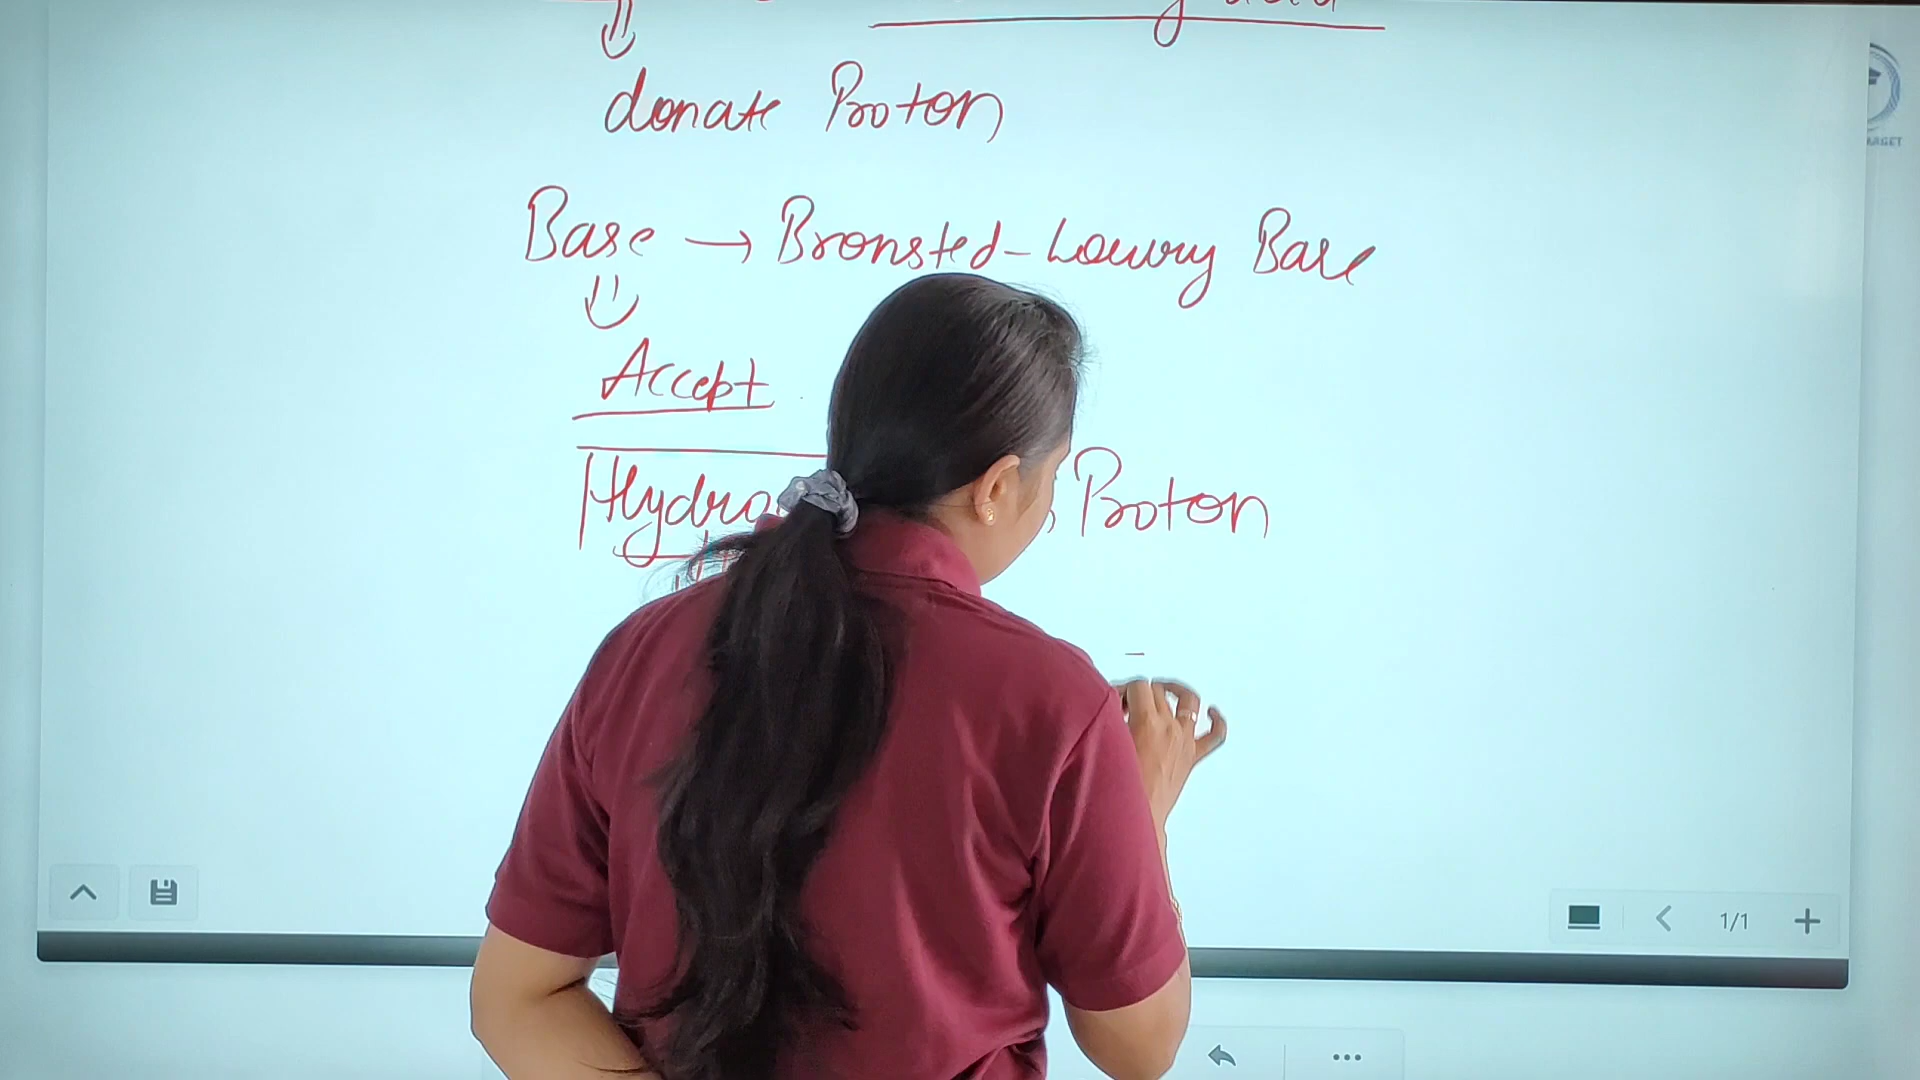 donate Proton
Base → Bronsted-Lowry Base
Accept
Proton
1/1